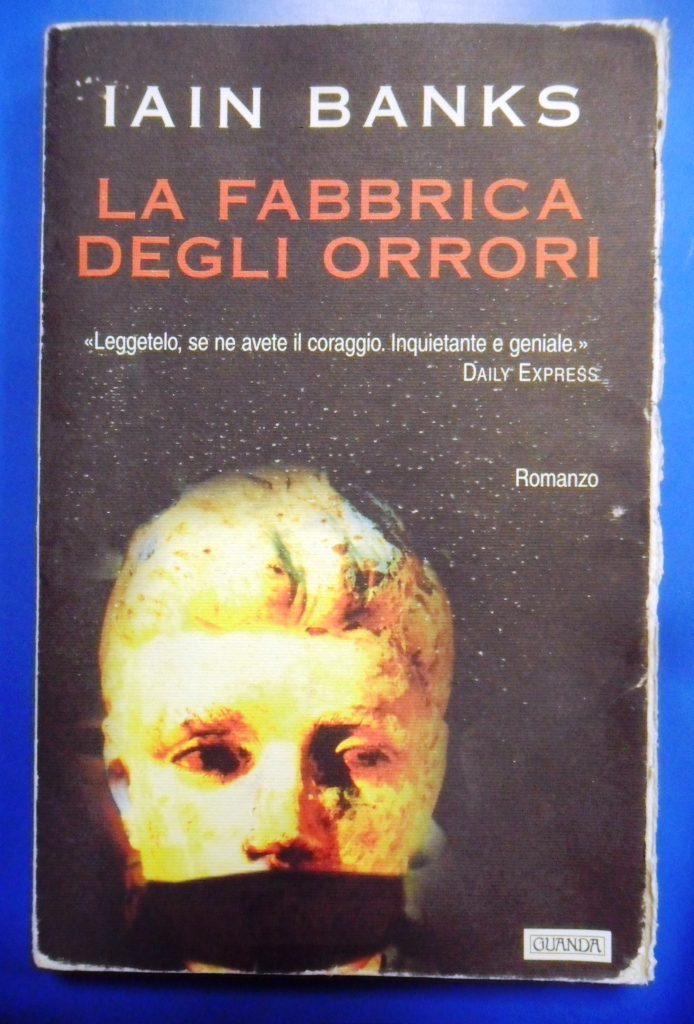 IAIN BANKS
LA FABBRICA
DEGLI ORRORI
«Leggetelo, se ne avete il coraggio. Inquietante e geniale.»
DAILY EXPRESS
Romanzo
GUANDA